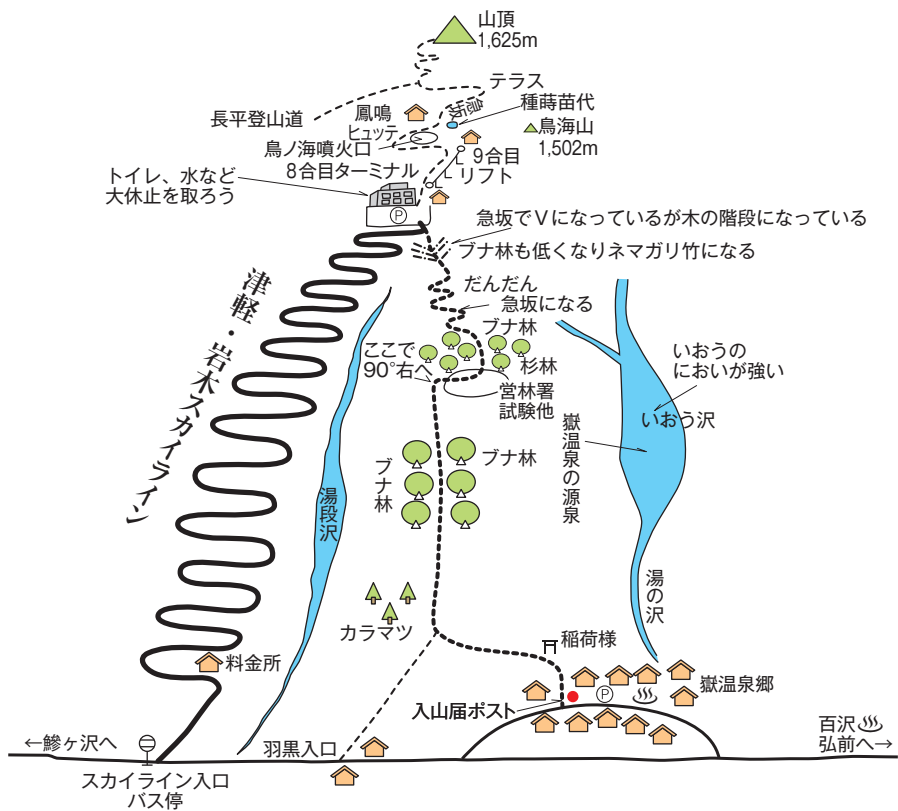 山頂
1,625m
テラス
急坂
種蒔苗代
長平登山道
鳳鳴
ヒュッテ
鳥海山
1,502m
鳥ノ海噴火口
9合目
リフト
8合目ターミナル
トイレ、水など
大休止を取ろう
P
急坂でVになっているが木の階段になっている
ブナ林も低くなりネマガリ竹になる
だんだん
急坂になる
津軽・岩木スカイライン
ブナ林
杉林
ここで
90°右へ
営林署
試験他
いおうの
においが強い
いおう沢
嶽温泉の源泉
ブナ林
ブナ林
湯段沢
湯の沢
カラマツ
稲荷様
料金所
嶽温泉郷
P
入山届ポスト
百沢
弘前へ→
←鰺ヶ沢へ
羽黒入口
スカイライン入口
バス停